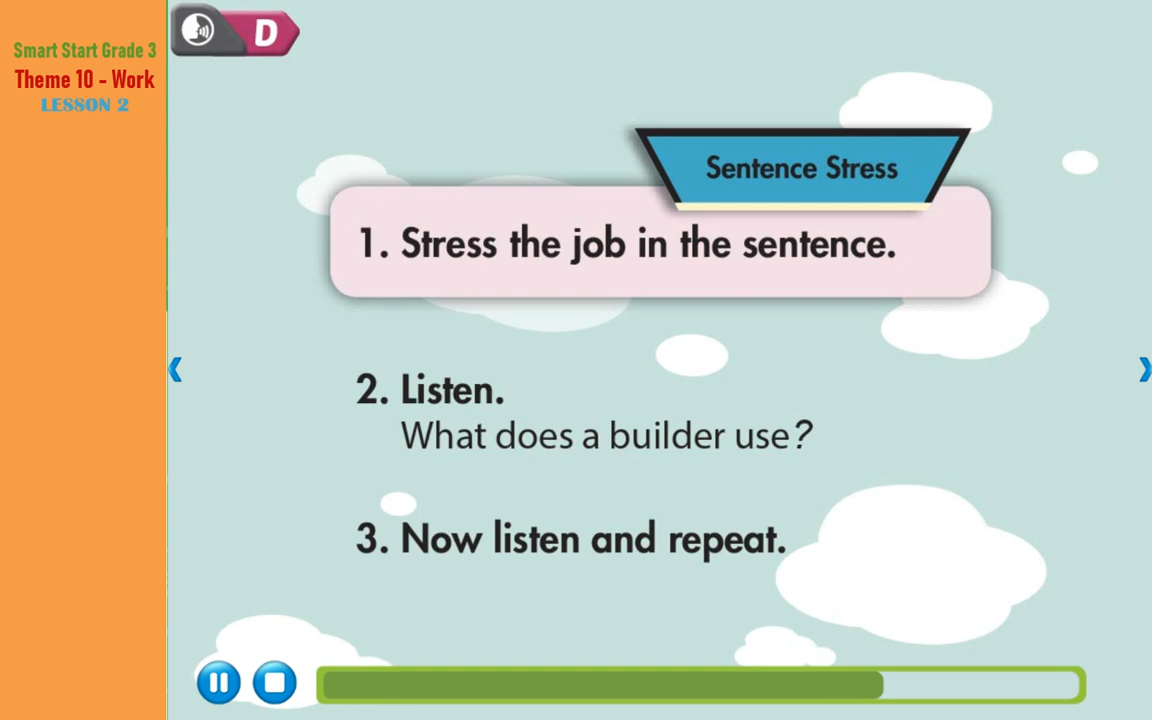 Smart Start Grade 3
Theme 10 - Work
LESSON 2
D
Sentence Stress
1. Stress the job in the sentence.
2. Listen.
What does a builder use?
3. Now listen and repeat.